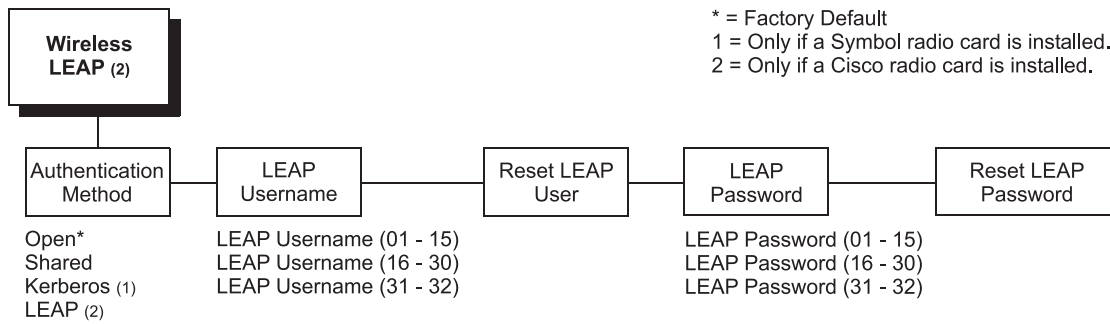 Wireless
LEAP (2)
* = Factory Default
1 = Only if a Symbol radio card is installed.
2 = Only if a Cisco radio card is installed.
Authentication
Method
LEAP
Username
Reset LEAP
User
LEAP
Password
Reset LEAP
Password
Open*
Shared
Kerberos (1)
LEAP (2)
LEAP Username (01 - 15)
LEAP Username (16 - 30)
LEAP Username (31 - 32)
LEAP Password (01 - 15)
LEAP Password (16 - 30)
LEAP Password (31 - 32)